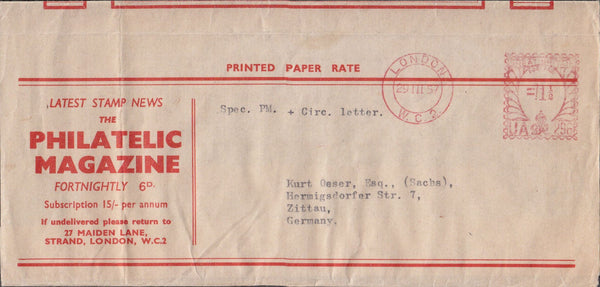 PRINTED PAPER RATE
LATEST STAMP NEWS
THE
PHILATELIC
MAGAZINE
FORTNIGHTLY 6D.
Subscription 15/- per annum
If undelivered please return to
27 MAIDEN LANE,
STRAND, LONDON, W.C.2
Spec. PM. + Circ. letter.
Kurt Oeser, Esq., (Sachs),
Hermigsdorfer Str. 7,
Zittau,
Germany.
LONDON
29 III 57
W.C.2.